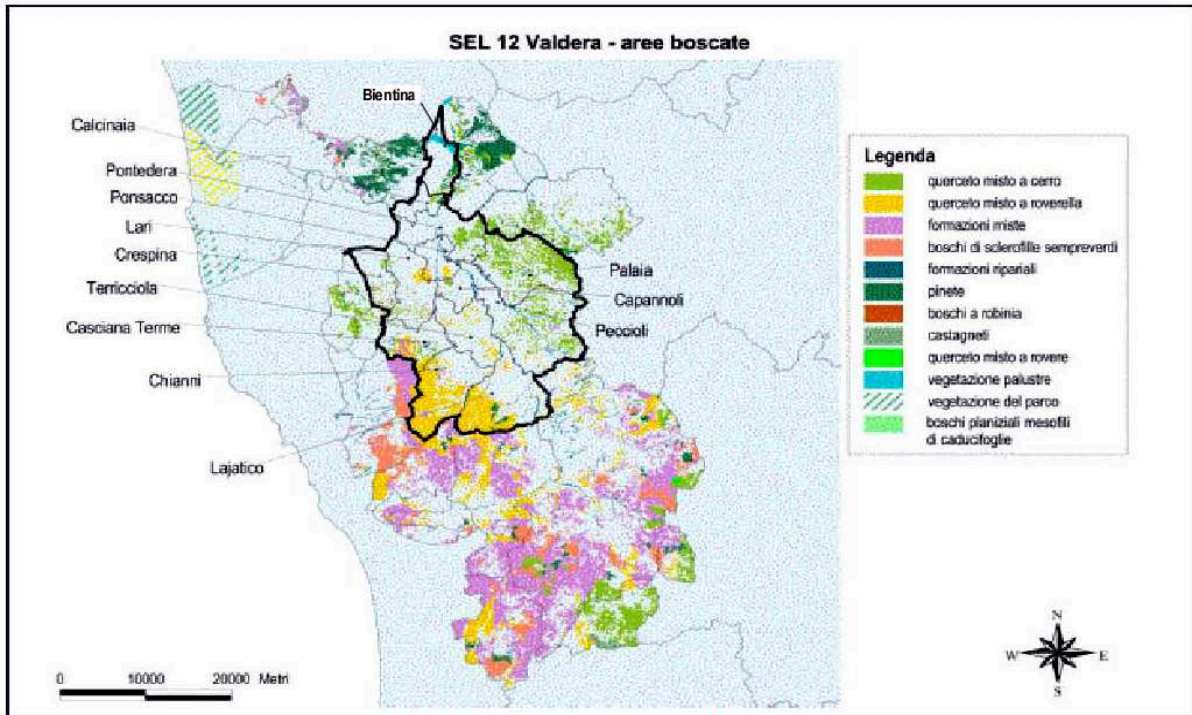 SEL 12 Valdera - aree boscate
Bientina
Calcinaia
Pontedera
Ponsacco
Lari
Crespina
Terricciola
Casciana Terme
Chianni
Lajatico
Palaia
Capannoli
Peccioli
Legenda
querceto misto a cerro
querceto misto a roverella
formazioni miste
boschi di sclerofille sempreverdi
formazioni ripariali
pinete
boschi a robinia
castagneti
querceto misto a rovere
vegetazione palustre
vegetazione del parco
boschi planiziali mesofili
di caducifoglie
0 10000 20000 Metri
N
W E
S